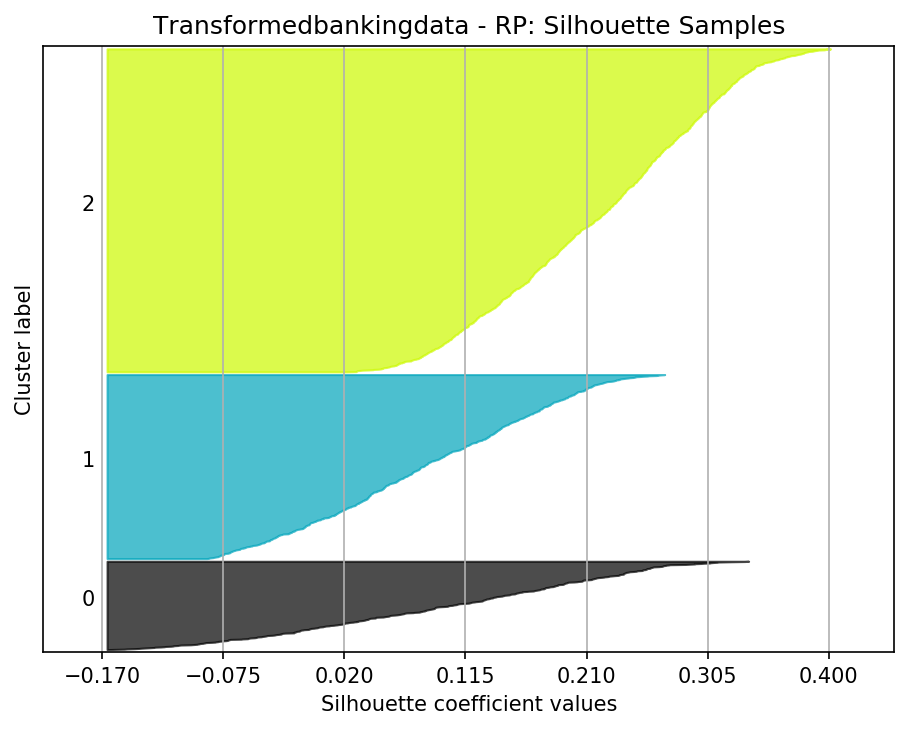 Transformedbankingdata - RP: Silhouette Samples
2
1
0
Cluster label
−0.170 −0.075 0.020 0.115 0.210 0.305 0.400
Silhouette coefficient values